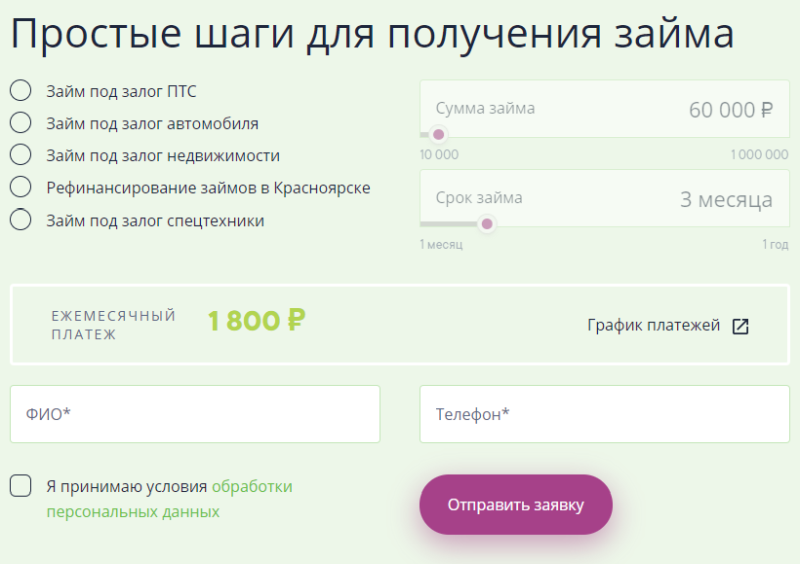 Простые шаги для получения займа
Займ под залог ПТС
Займ под залог автомобиля
Займ под залог недвижимости
Рефинансирование займов в Красноярске
Займ под залог спецтехники
Сумма займа 60 000 ₽
10 000 1 000 000
Срок займа 3 месяца
1 месяц 1 год
ЕЖЕМЕСЯЧНЫЙ
ПЛАТЕЖ
1 800 ₽
График платежей
ФИО*
Телефон*
Я принимаю условия обработки
персональных данных
Отправить заявку